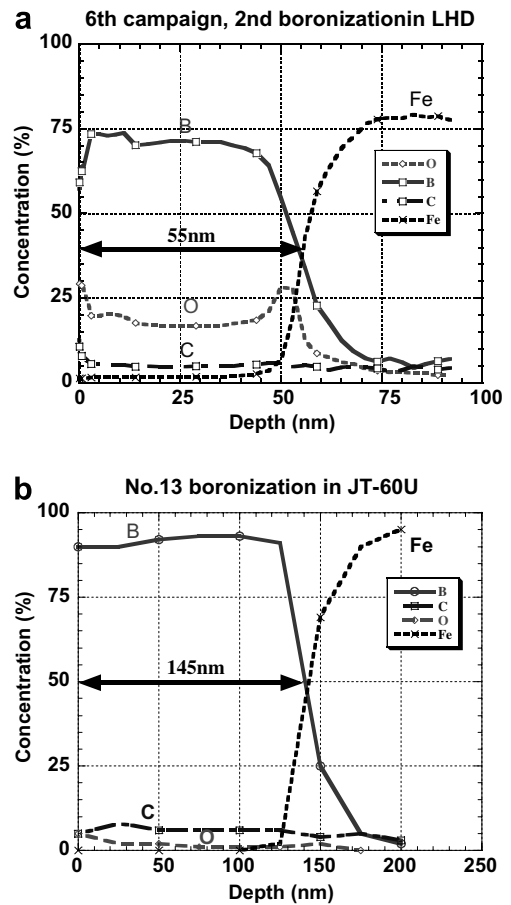 a
6th campaign, 2nd boronizationin LHD
100
75
50
25
0
Concentration (%)
B
Fe
55nm
O
C
O
B
C
Fe
0
25
50
75
100
Depth (nm)
b
No.13 boronization in JT-60U
100
75
50
25
0
Concentration (%)
B
Fe
145nm
C
O
B
C
O
Fe
0
50
100
150
200
250
Depth (nm)